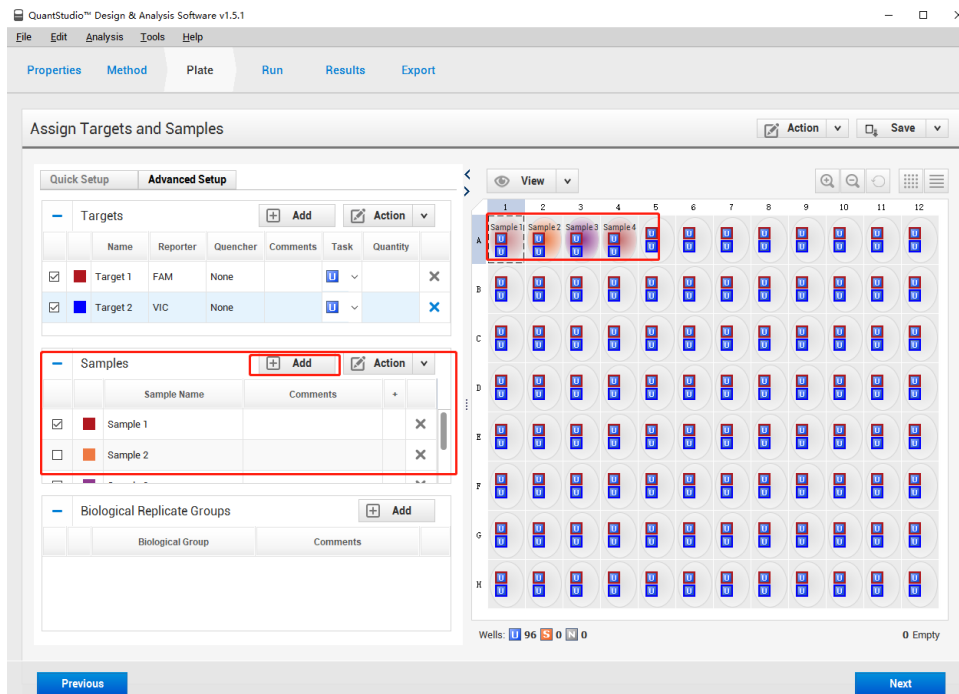 QuantStudio™ Design & Analysis Software v1.5.1
File Edit Analysis Tools Help
Properties Method Plate Run Results Export
Assign Targets and Samples
Action
Save
Quick Setup Advanced Setup
Targets
Add
Action
Name Reporter Quencher Comments Task Quantity
Target 1 FAM None U
Target 2 VIC None U
Samples
Add
Action
Sample Name Comments +
Sample 1
Sample 2
Biological Replicate Groups
Add
Biological Group Comments
View
1 2 3 4 5 6 7 8 9 10 11 12
Sample 1 Sample 2 Sample 3 Sample 4
A U U U U U U U U U U U U
U U U U U U U U U U U U
B U U U U U U U U U U U U
U U U U U U U U U U U U
C U U U U U U U U U U U U
U U U U U U U U U U U U
D U U U U U U U U U U U U
U U U U U U U U U U U U
E U U U U U U U U U U U U
U U U U U U U U U U U U
F U U U U U U U U U U U U
U U U U U U U U U U U U
G U U U U U U U U U U U U
U U U U U U U U U U U U
H U U U U U U U U U U U U
U U U U U U U U U U U U
Wells: U 96 S 0 N 0
0 Empty
Previous
Next